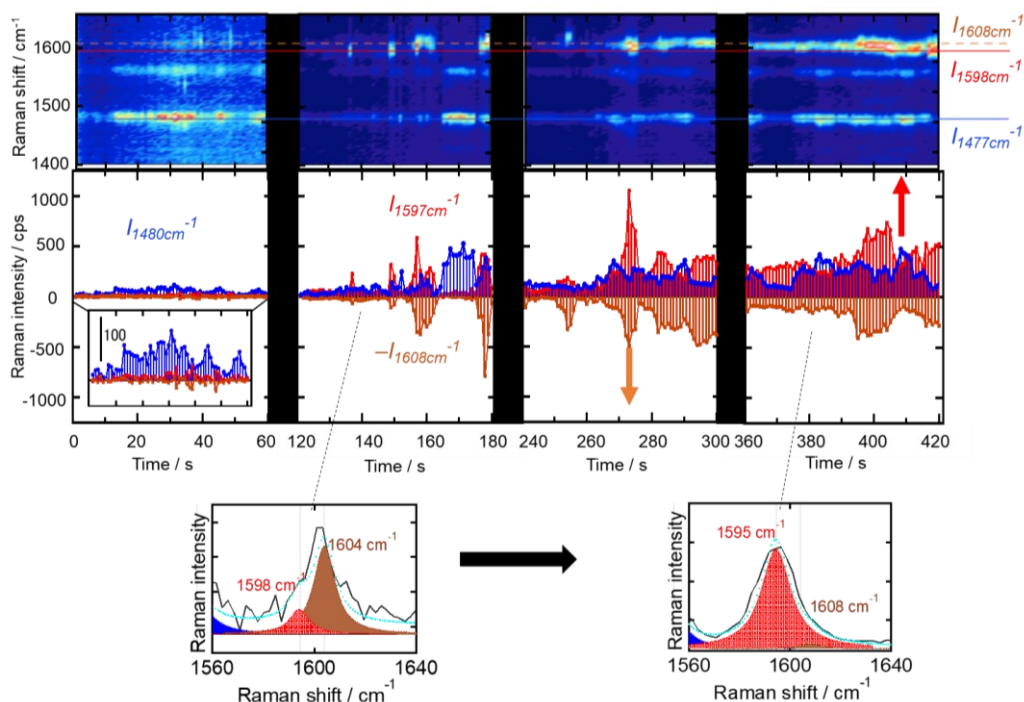 Raman shift / cm⁻¹
1600
1500
1400
I1608cm⁻¹
I1598cm⁻¹
I1477cm⁻¹
Raman intensity / cps
1000
500
0
-500
-1000
I1480cm⁻¹
100
I1597cm⁻¹
–I1608cm⁻¹
0 20 40 60 120 140 160 180 240 260 280 300 360 380 400 420
Time / s Time / s Time / s Time / s
Raman intensity
1604 cm⁻¹
1598 cm⁻¹
1560 1600 1640
Raman shift / cm⁻¹
Raman intensity
1595 cm⁻¹
1608 cm⁻¹
1560 1600 1640
Raman shift / cm⁻¹